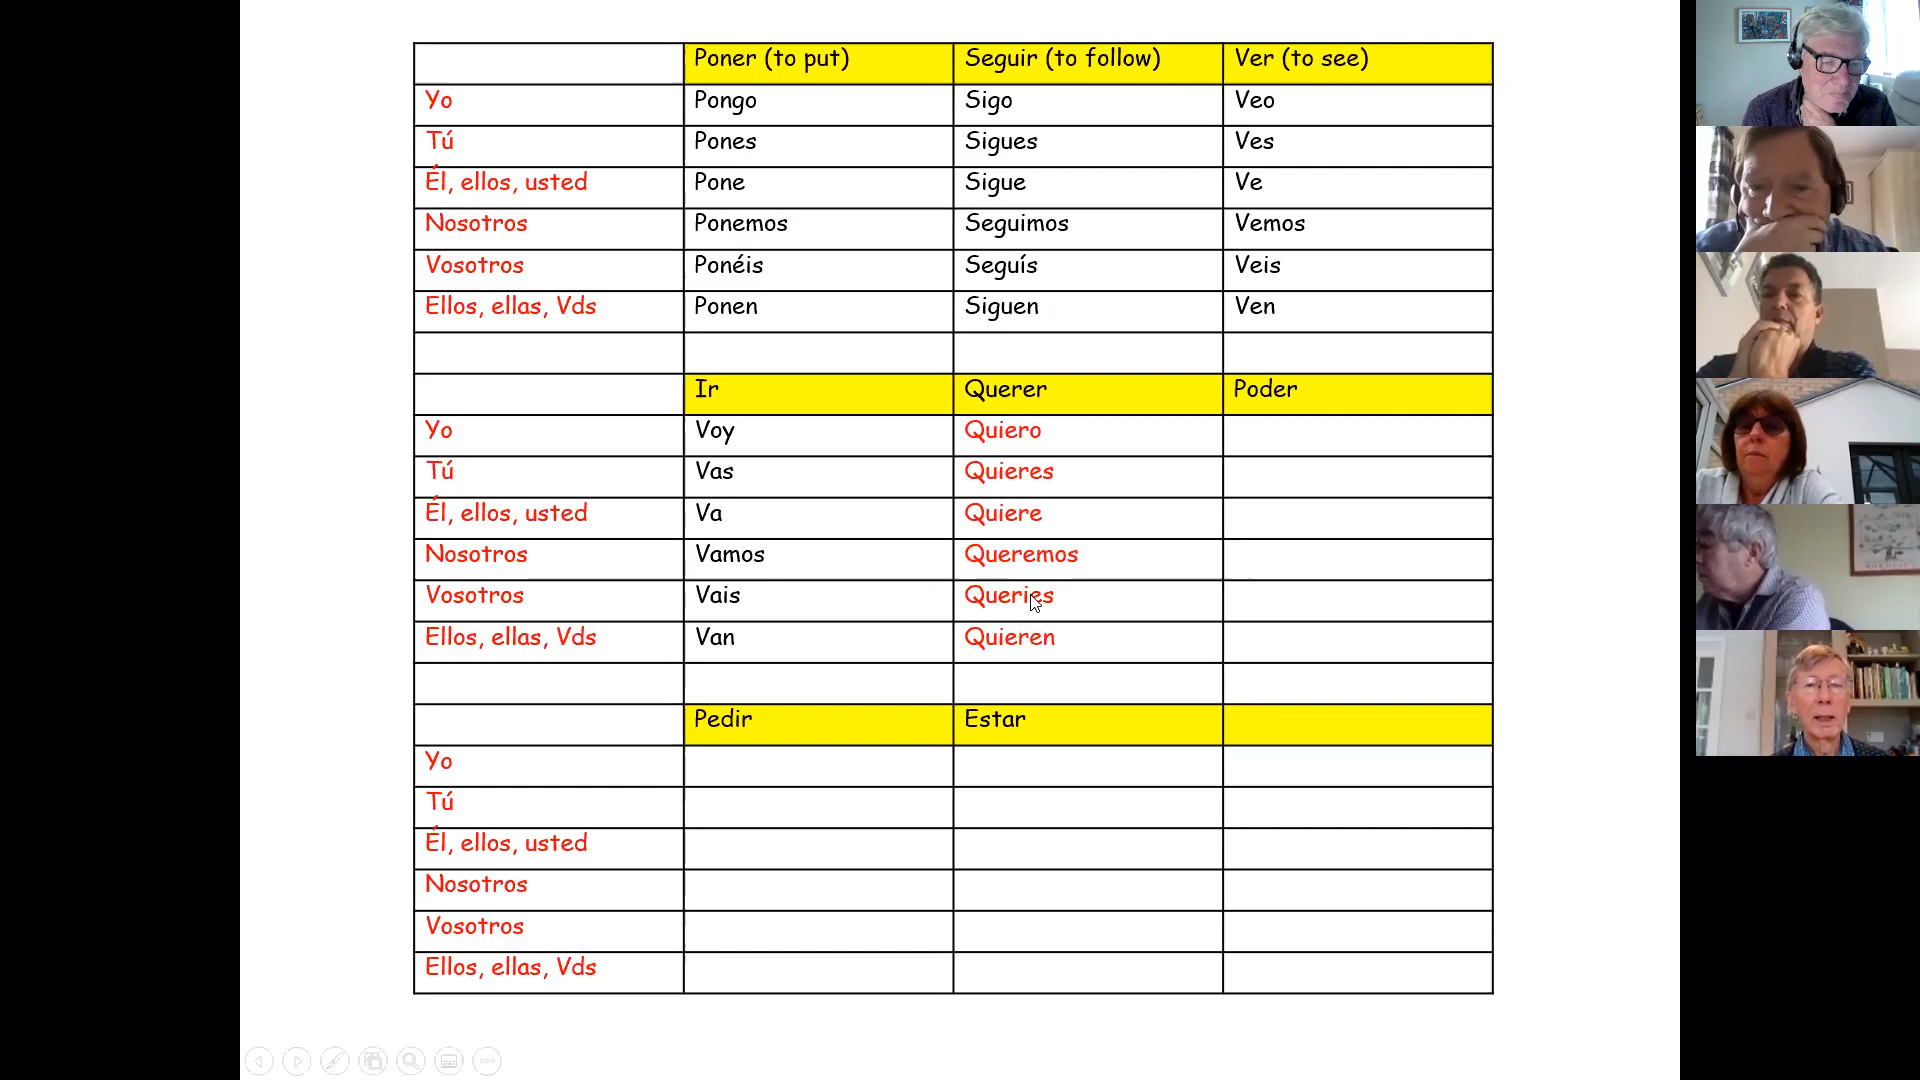 Poner (to put) Seguir (to follow) Ver (to see)
Yo Pongo Sigo Veo
Tú Pones Sigues Ves
Él, ellos, usted Pone Sigue Ve
Nosotros Ponemos Seguimos Vemos
Vosotros Ponéis Seguís Veis
Ellos, ellas, Vds Ponen Siguen Ven
Ir Querer Poder
Yo Voy Quiero
Tú Vas Quieres
Él, ellos, usted Va Quiere
Nosotros Vamos Queremos
Vosotros Vais Queries
Ellos, ellas, Vds Van Quieren
Pedir Estar
Yo
Tú
Él, ellos, usted
Nosotros
Vosotros
Ellos, ellas, Vds